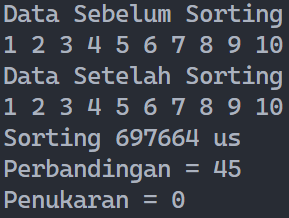 Data Sebelum Sorting
1 2 3 4 5 6 7 8 9 10
Data Setelah Sorting
1 2 3 4 5 6 7 8 9 10
Sorting 697664 us
Perbandingan = 45
Penukaran = 0